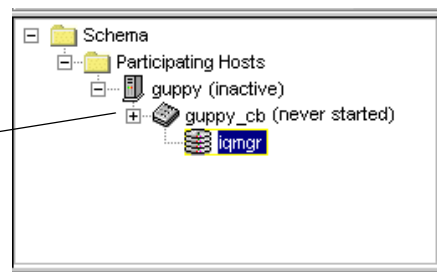 Schema
Participating Hosts
guppy (inactive)
guppy_cb (never started)
iqmgr